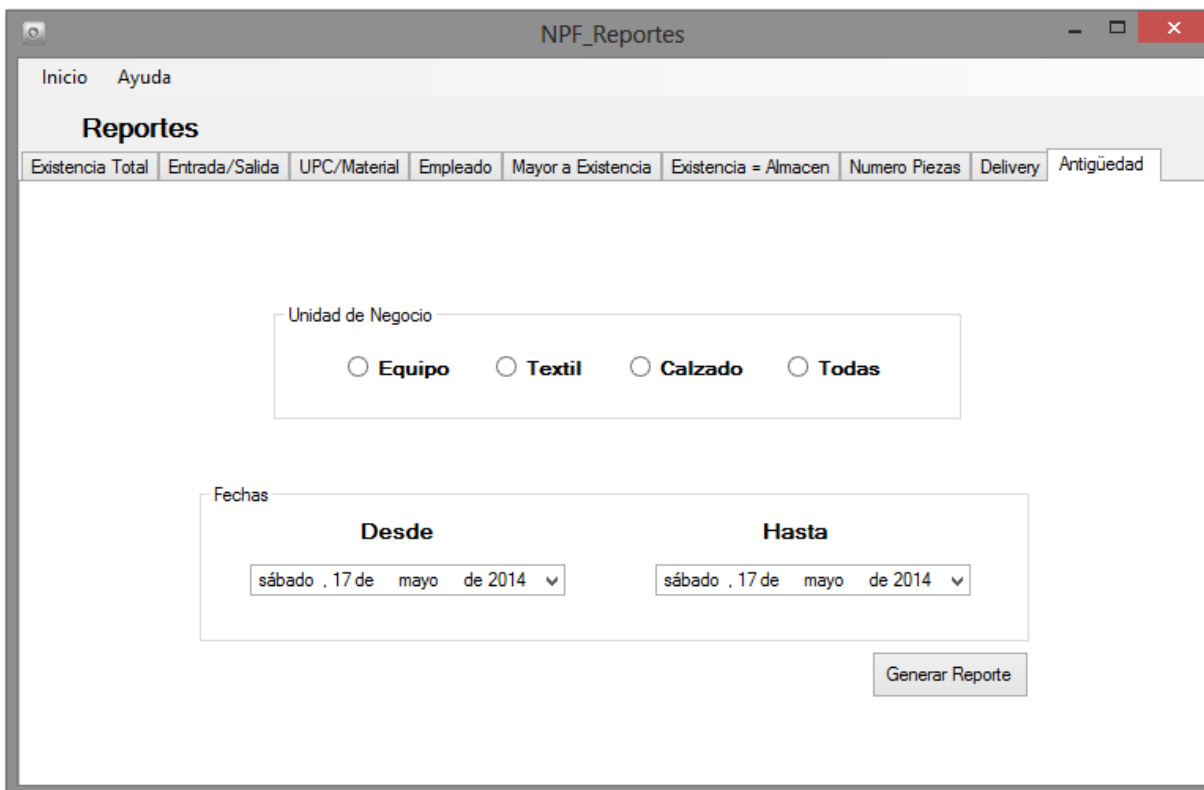 NPF_Reportes
Inicio Ayuda
Reportes
Existencia Total Entrada/Salida UPC/Material Empleado Mayor a Existencia Existencia = Almacen Numero Piezas Delivery Antigüedad
Unidad de Negocio
Equipo Textil Calzado Todas
Fechas
Desde Hasta
sábado , 17 de mayo de 2014 sábado , 17 de mayo de 2014
Generar Reporte